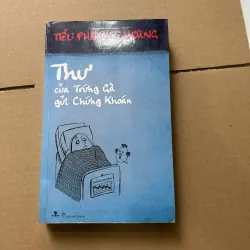 TIỂU PHẨM
Thư
của Trứng Gà
gửi Chứng Khoán